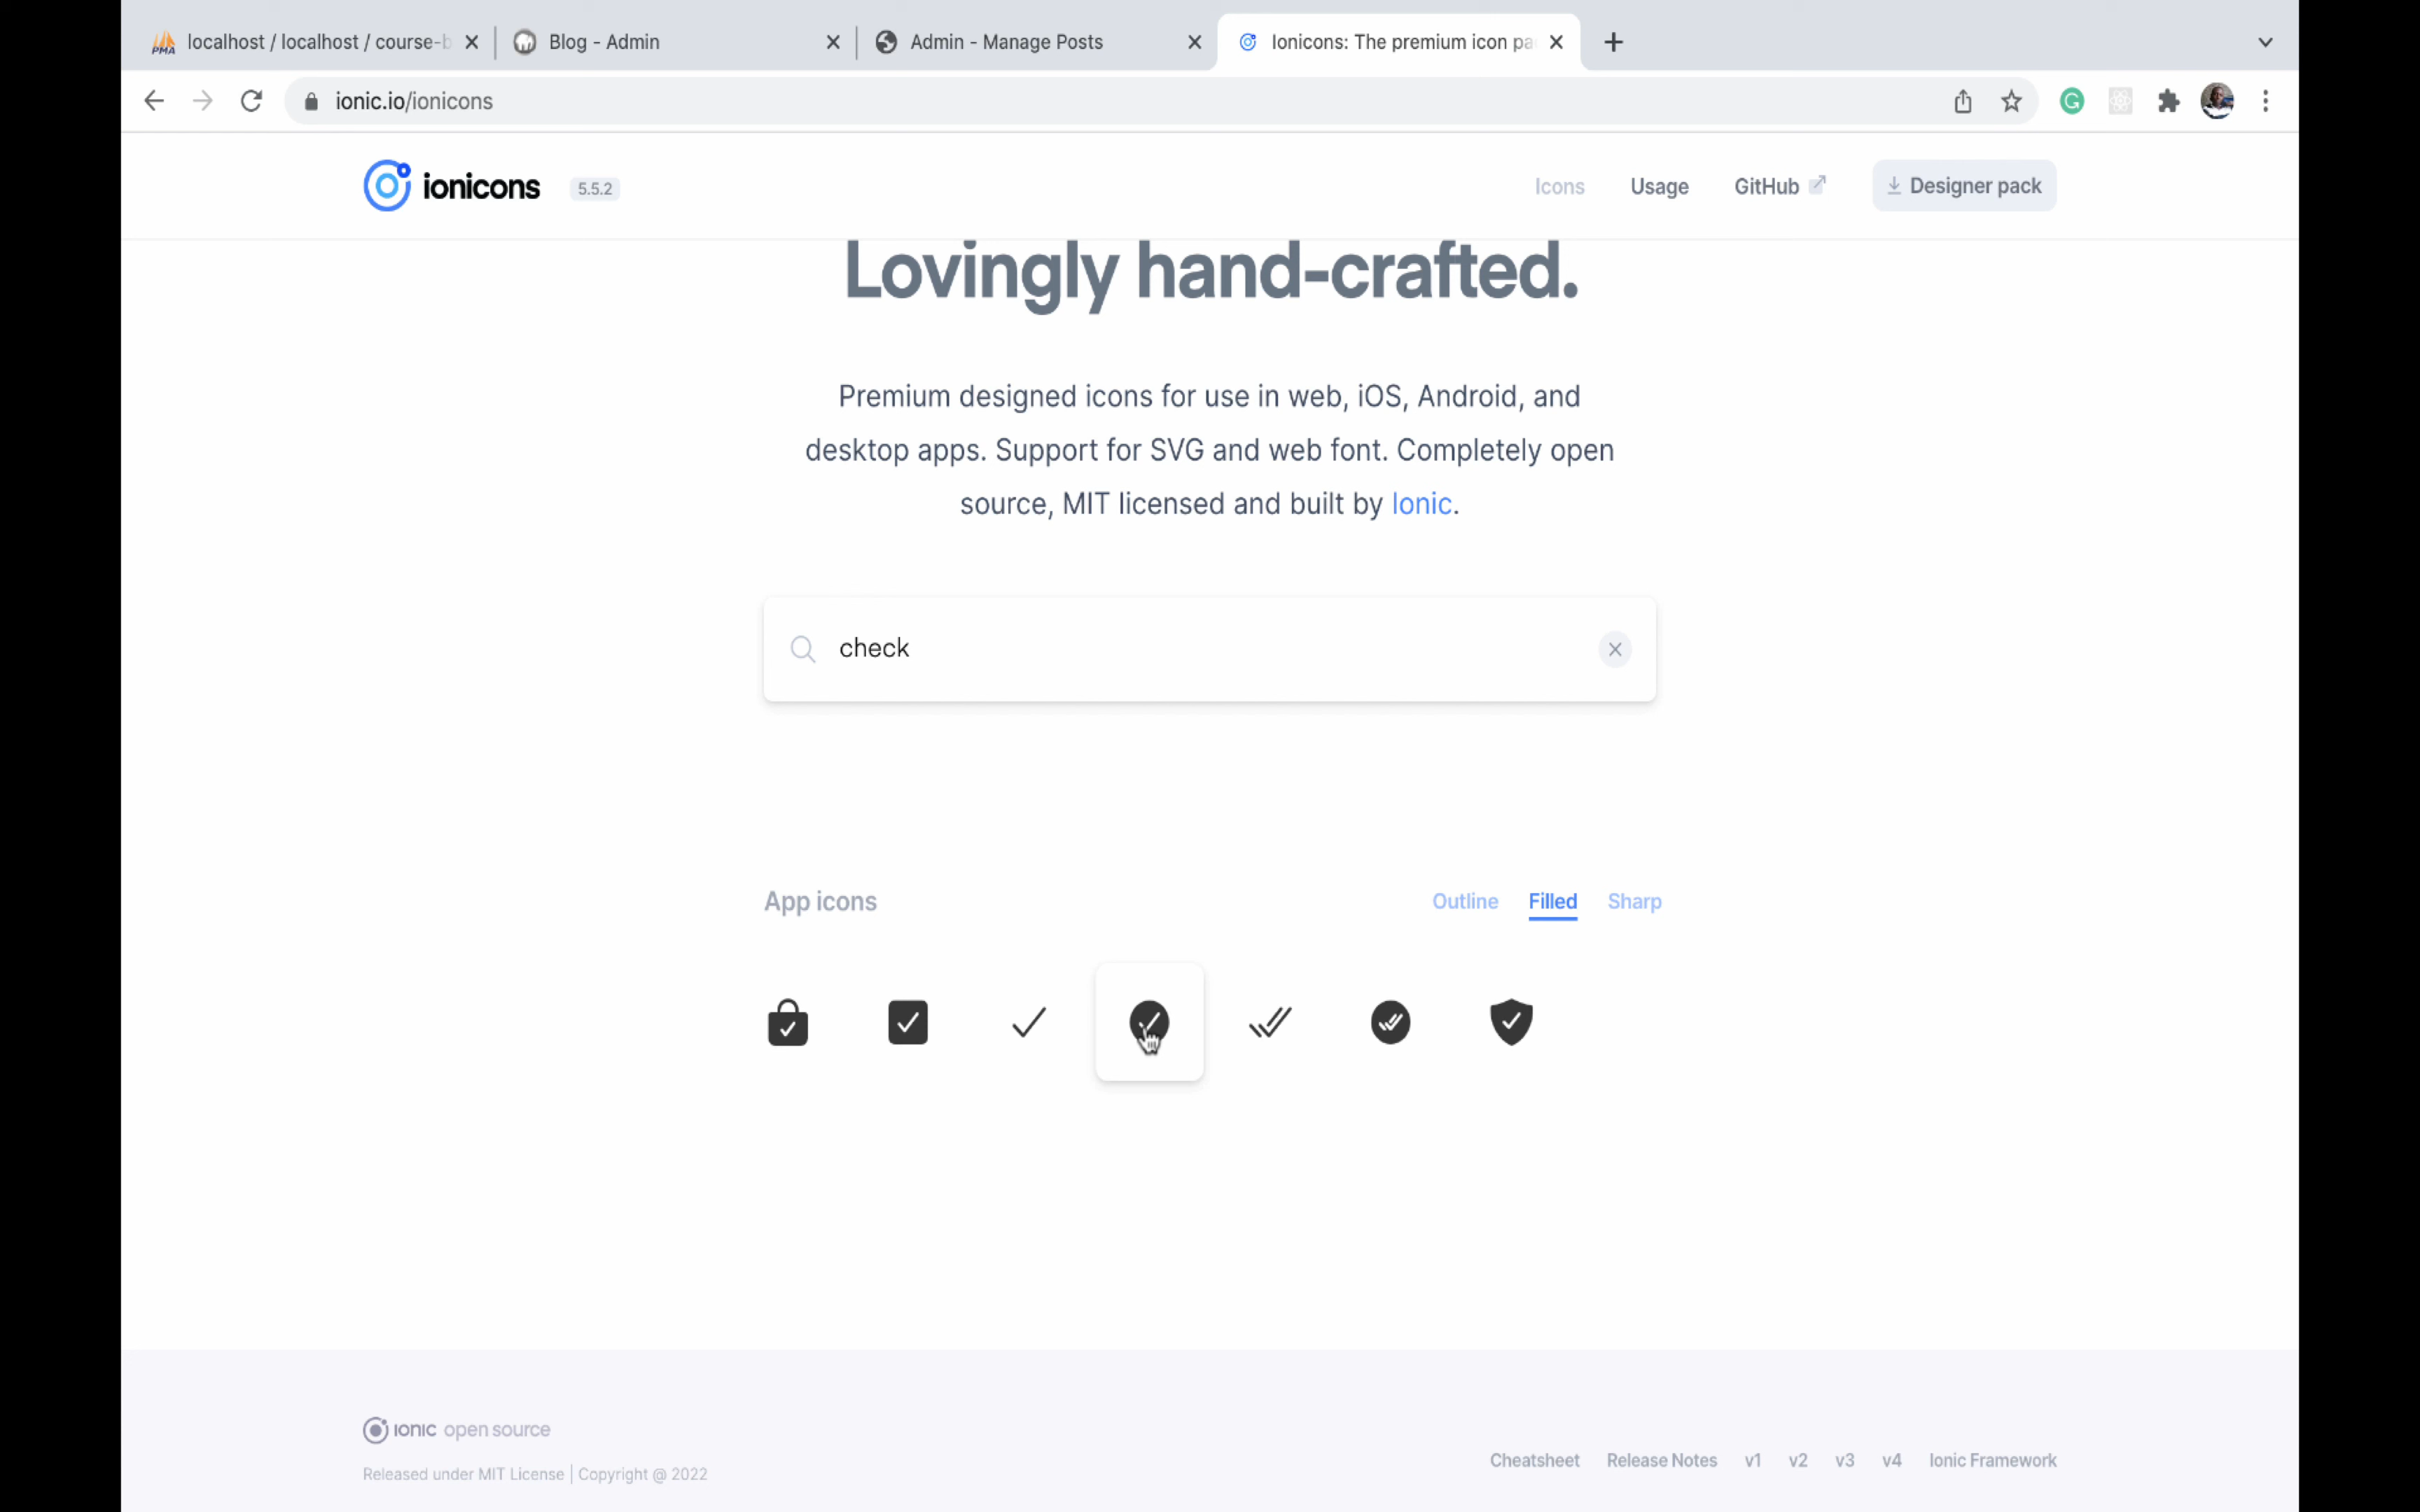 localhost / localhost / course-b
Blog - Admin
Admin - Manage Posts
Ionicons: The premium icon pa
ionic.io/ionicons
ionicons
5.5.2
Icons
Usage
GitHub
Designer pack
Lovingly hand-crafted.
Premium designed icons for use in web, iOS, Android, and
desktop apps. Support for SVG and web font. Completely open
source, MIT licensed and built by Ionic.
check
App icons
Outline
Filled
Sharp
IONIC open source
Released under MIT License | Copyright @ 2022
Cheatsheet
Release Notes
v1
v2
v3
v4
Ionic Framework